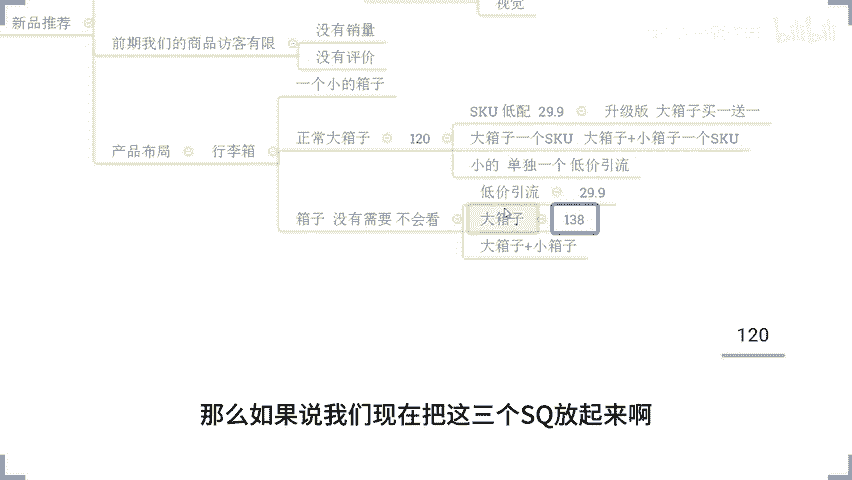 视觉
新品推荐
前期我们的商品访客有限
没有销量
没有评价
产品布局
行李箱
一个小的箱子
正常大箱子
120
SKU 低配 29.9
升级版 大箱子买一送一
大箱子一个SKU 大箱子+小箱子一个SKU
小的 单独一个 低价引流
箱子 没有需要 不会看
低价引流
29.9
大箱子
138
大箱子+小箱子
120
那么如果说我们现在把这三个SQ放起来啊
bilibili